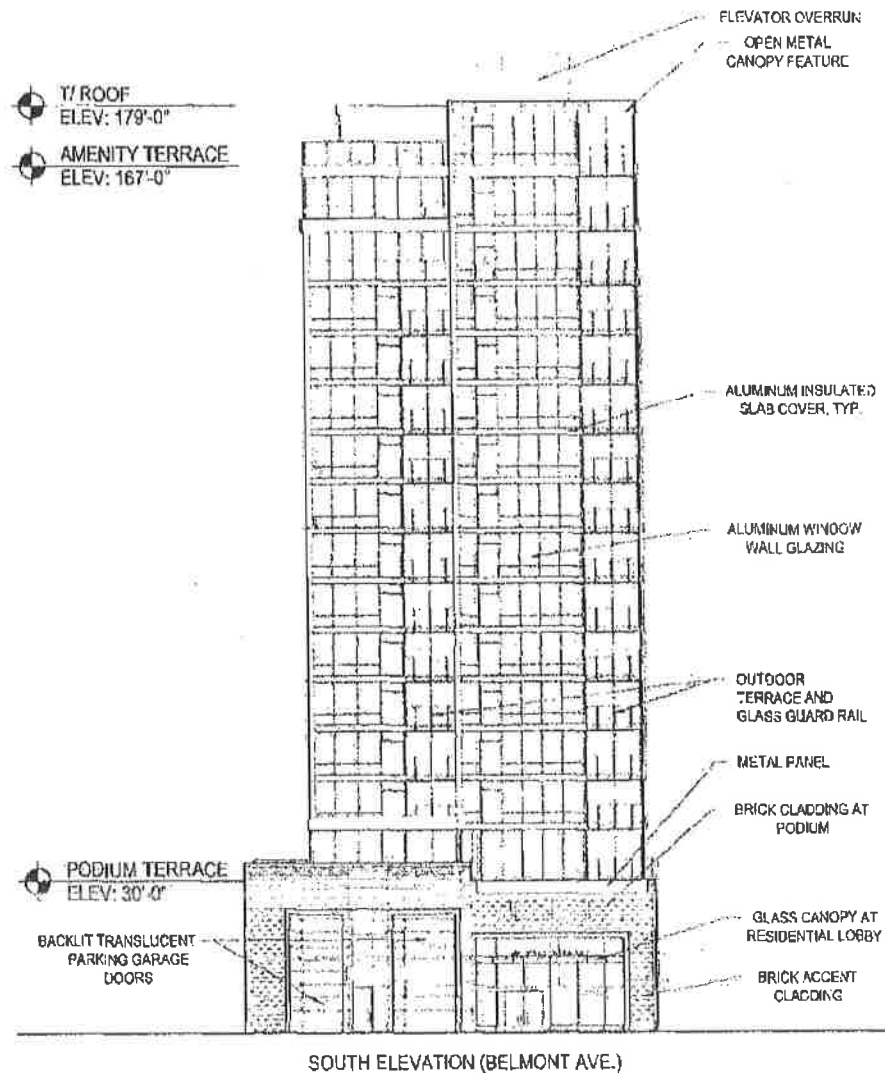 ELEVATOR OVERRUN
OPEN METAL
CANOPY FEATURE
T/ ROOF
ELEV: 179'-0"
AMENITY TERRACE
ELEV: 167'-0"
ALUMINUM INSULATED
SLAB COVER, TYP.
ALUMINUM WINDOW
WALL GLAZING
OUTDOOR
TERRACE AND
GLASS GUARD RAIL
METAL PANEL
BRICK CLADDING AT
PODIUM
PODIUM TERRACE
ELEV: 30'-0"
BACKLIT TRANSLUCENT
PARKING GARAGE
DOORS
GLASS CANOPY AT
RESIDENTIAL LOBBY
BRICK ACCENT
CLADDING
SOUTH ELEVATION (BELMONT AVE.)